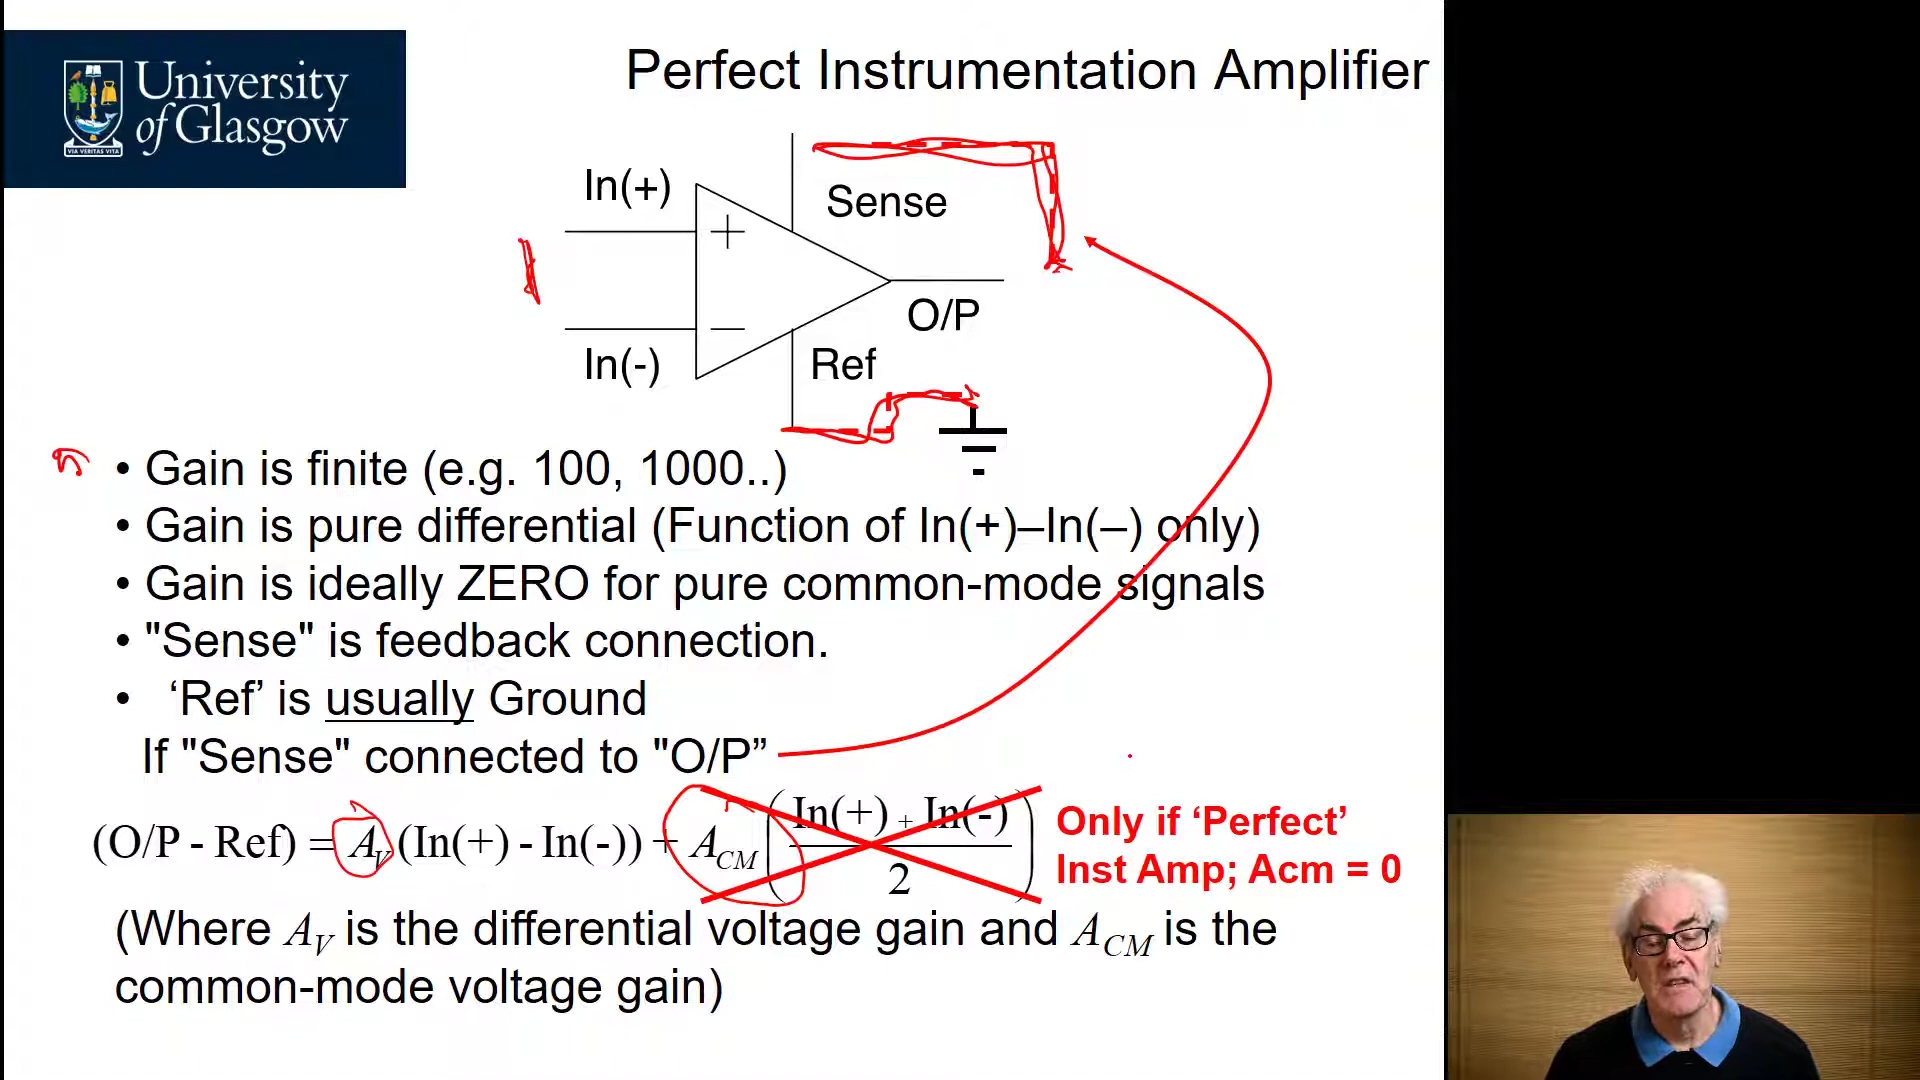 University
of Glasgow
VIA VERITAS VITA
Perfect Instrumentation Amplifier
In(+)
Sense
+
−
O/P
In(-)
Ref
• Gain is finite (e.g. 100, 1000..)
• Gain is pure differential (Function of In(+)–In(–) only)
• Gain is ideally ZERO for pure common-mode signals
• "Sense" is feedback connection.
• ‘Ref’ is usually Ground
If "Sense" connected to "O/P”
(O/P - Ref) = A_V (In(+) - In(-)) + A_CM ((In(+) + In(-))/2)
Only if ‘Perfect’
Inst Amp; Acm = 0
(Where A_V is the differential voltage gain and A_CM is the
common-mode voltage gain)